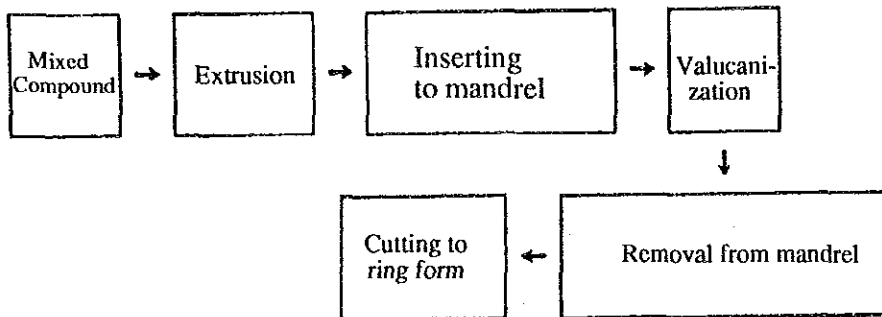 Mixed
Compound
Extrusion
Inserting
to mandrel
Valucani-
zation
Removal from mandrel
Cutting to
ring form